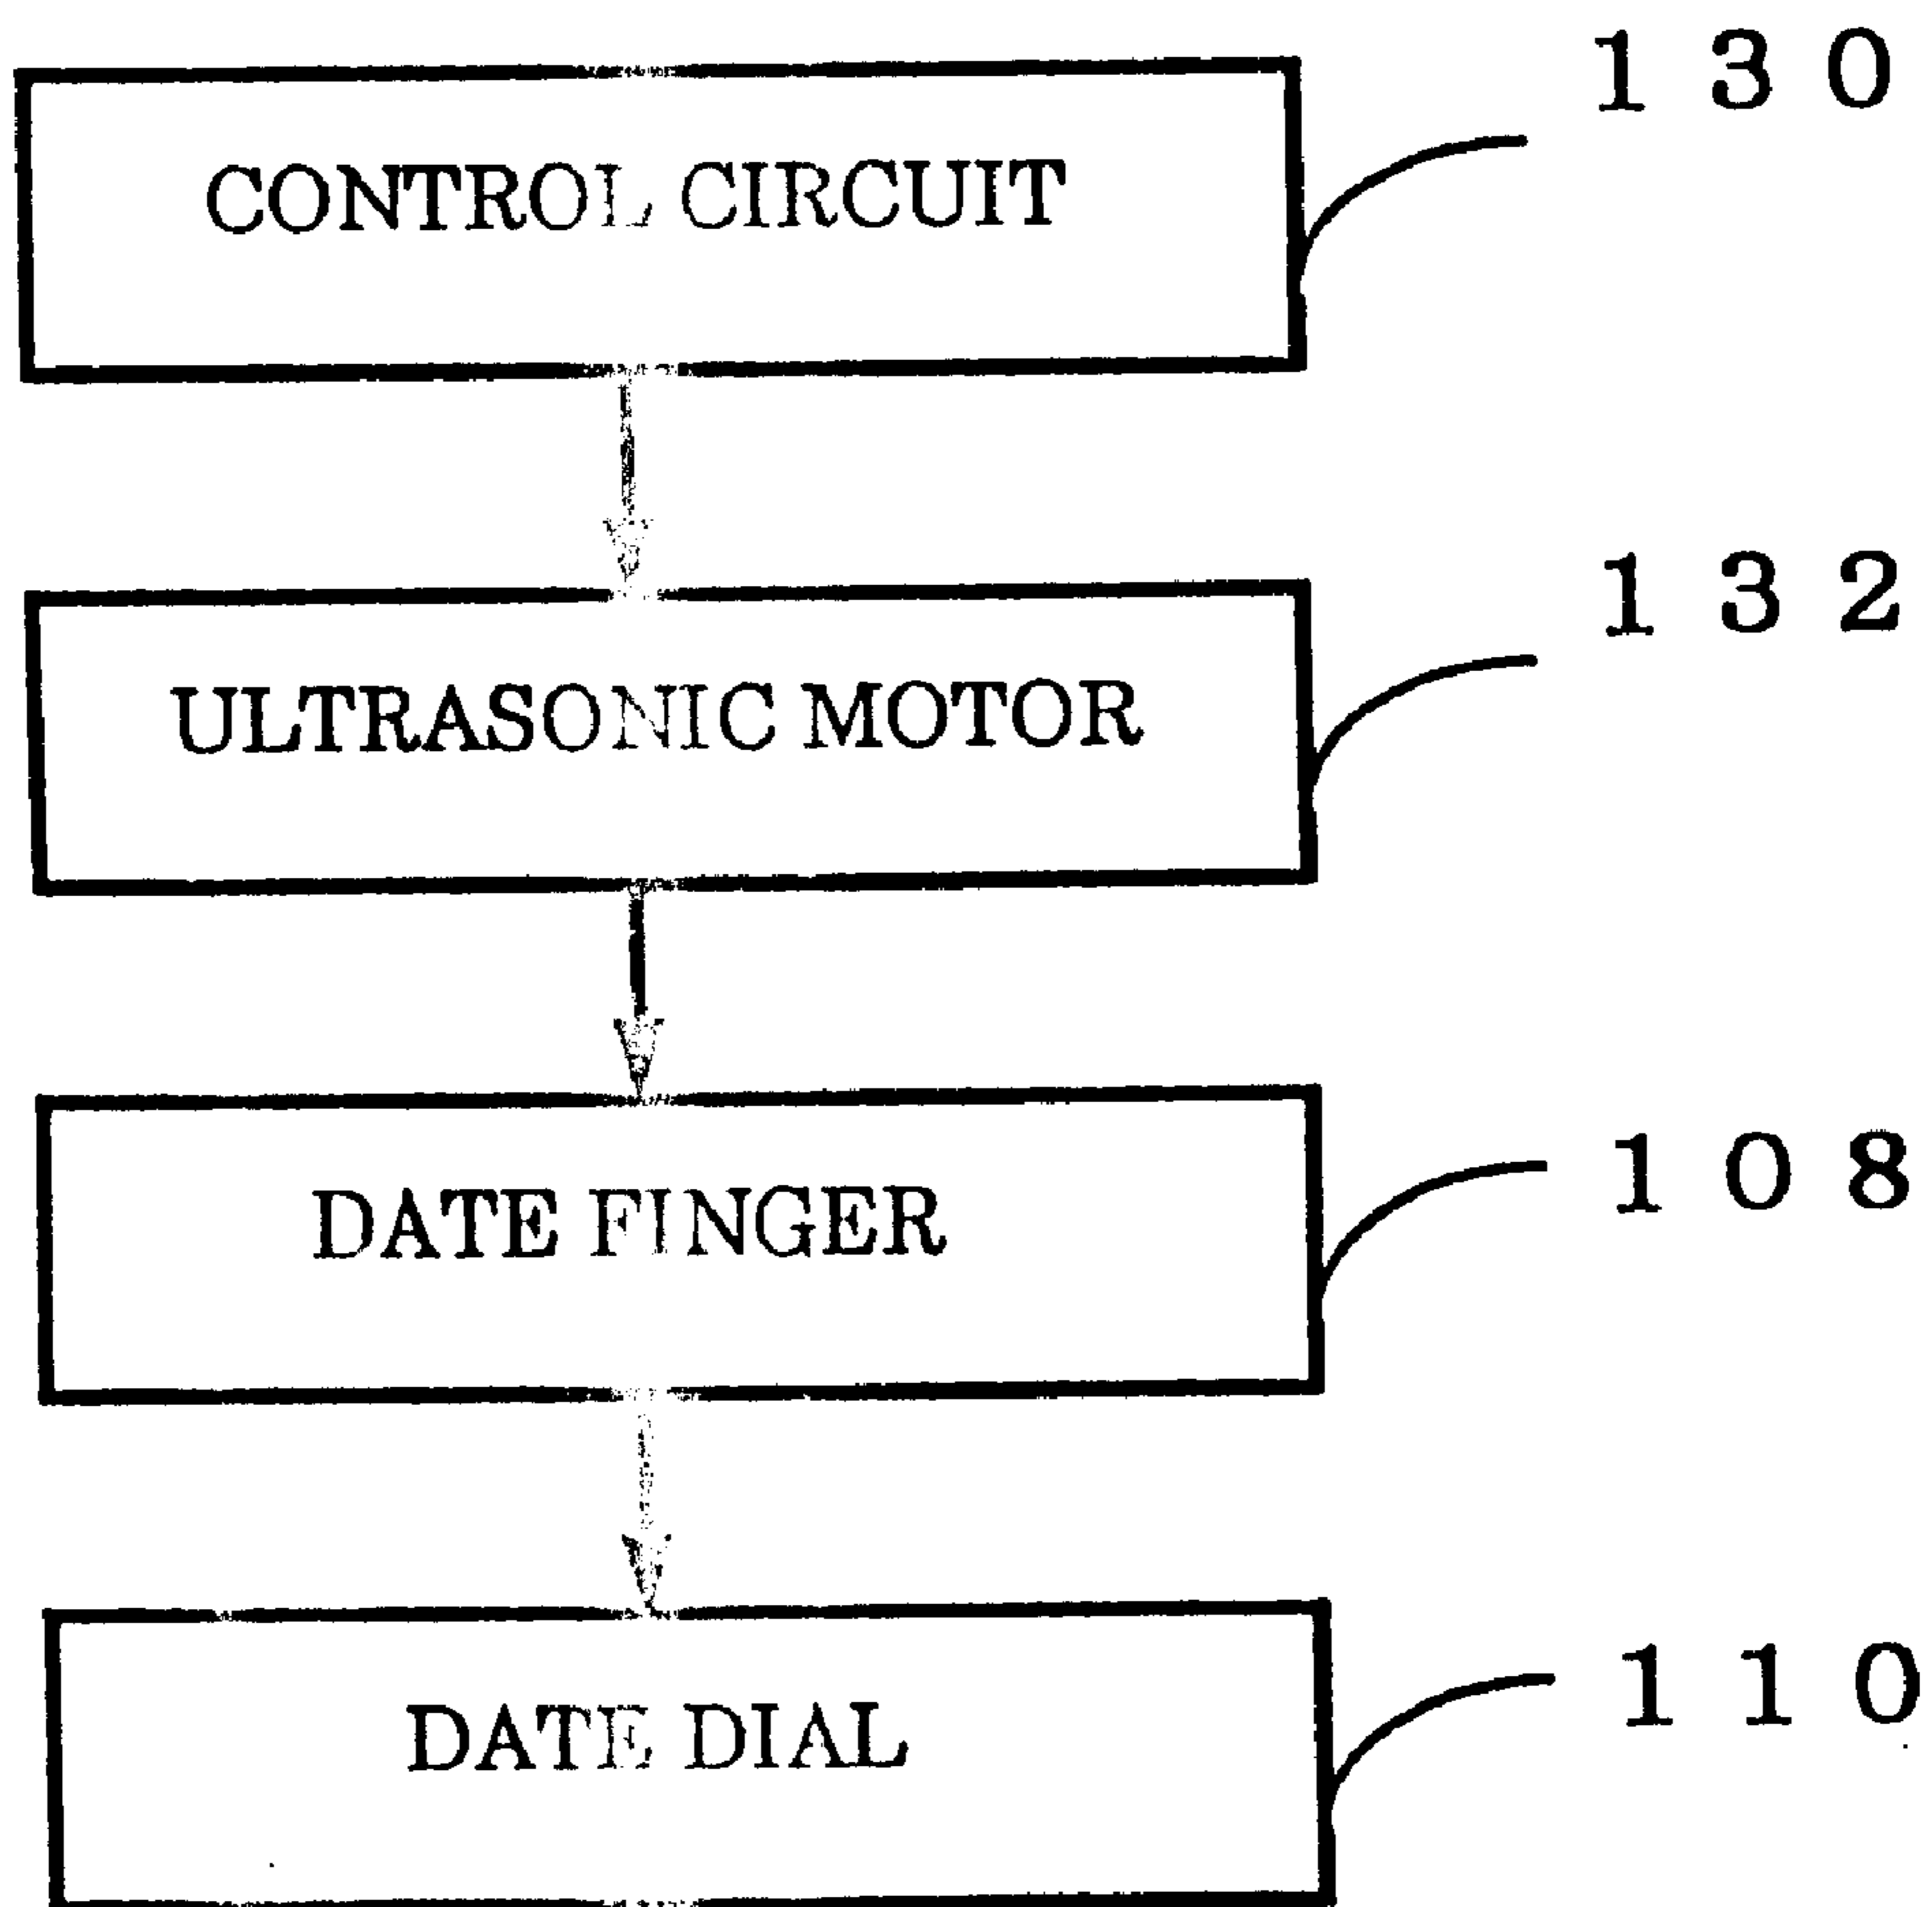 130
CONTROL CIRCUIT
132
ULTRASONIC MOTOR
108
DATE FINGER
110
DATE DIAL